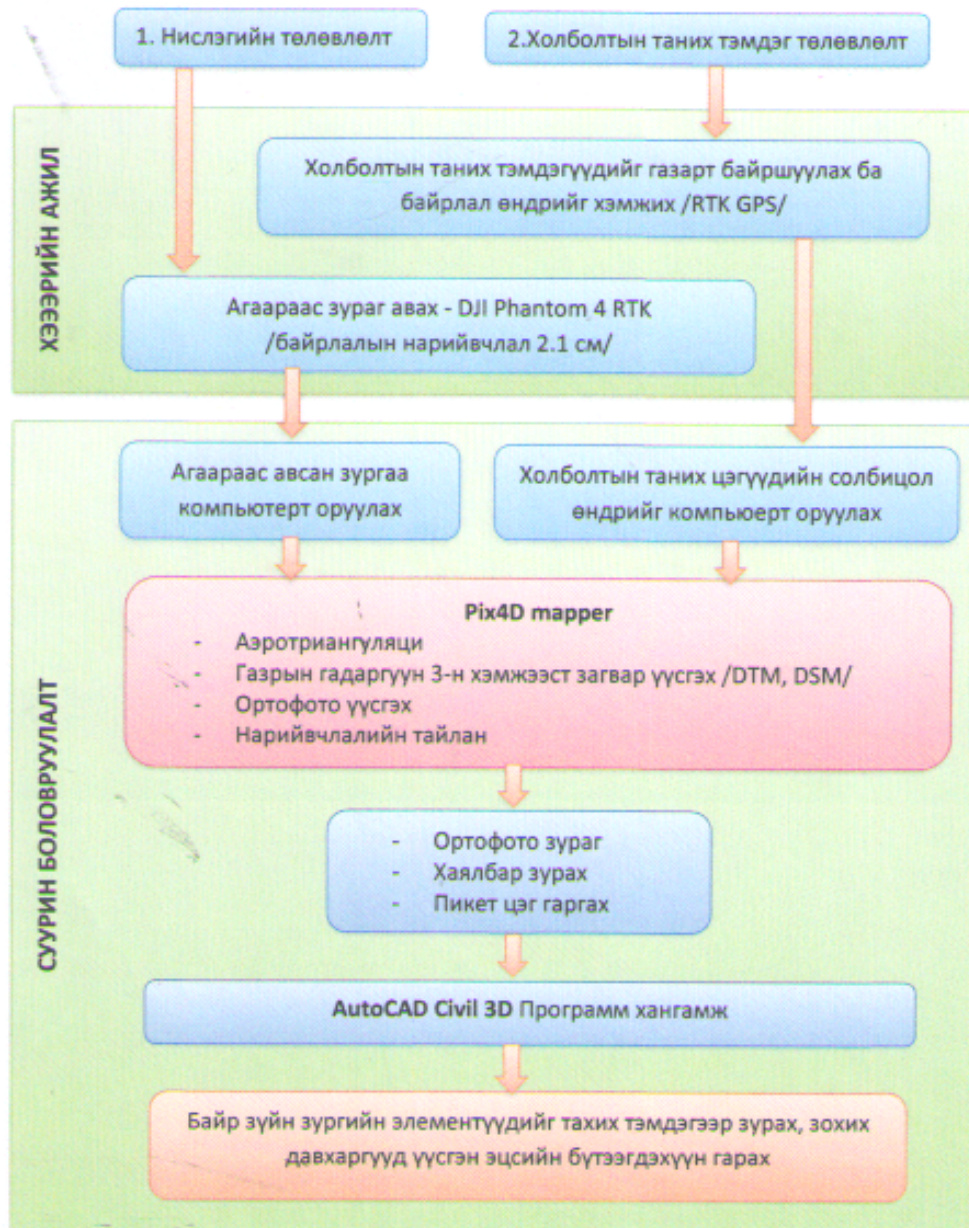 1. Нислэгийн төлөвлөлт
2.Холболтын таних тэмдэг төлөвлөлт
ХЭЭРИЙН АЖИЛ
Холболтын таних тэмдэгүүдийг газарт байршуулах ба
байрлал өндрийг хэмжих /RTK GPS/
Агаараас зураг авах - DJI Phantom 4 RTK
/байрлалын нарийвчлал 2.1 см/
СУУРИН БОЛОВРУУЛАЛТ
Агаараас авсан зургаа
компьютерт оруулах
Холболтын таних цэгүүдийн солбицол
өндрийг компьюерт оруулах
Pix4D mapper
- Аэротриангуляци
- Газрын гадаргуун 3-н хэмжээст загвар үүсгэх /DTM, DSM/
- Ортофото үүсгэх
- Нарийвчлалийн тайлан
- Ортофото зураг
- Хаялбар зурах
- Пикет цэг гаргах
AutoCAD Civil 3D Программ хангамж
Байр зүйн зургийн элементүүдийг тахих тэмдэгээр зурах, зохих
давхаргууд үүсгэн эцсийн бүтээгдэхүүн гарах